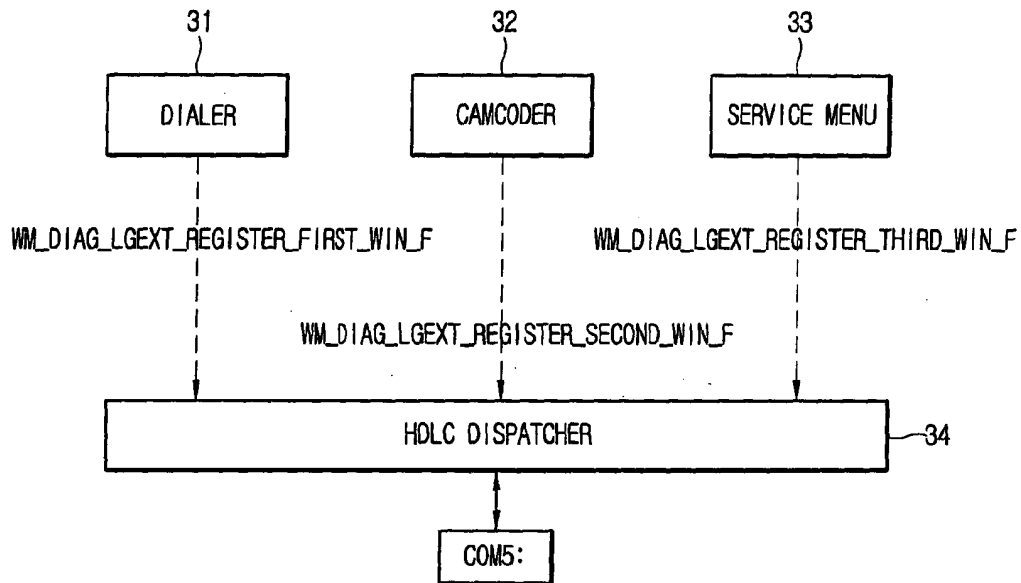 31 32 33
DIALER CAMCODER SERVICE MENU
WM_DIAG_LGEXT_REGISTER_FIRST_WIN_F WM_DIAG_LGEXT_REGISTER_THIRD_WIN_F
WM_DIAG_LGEXT_REGISTER_SECOND_WIN_F
HDLC DISPATCHER 34
COM5: